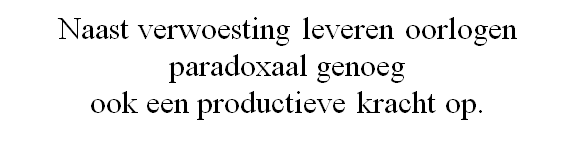 Naast verwoesting leveren oorlogen
paradoxaal genoeg
ook een productieve kracht op.